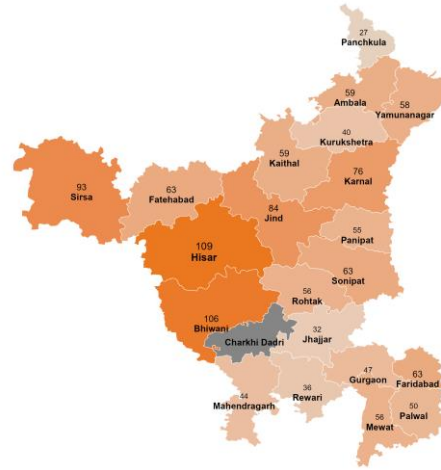 27
Panchkula
59
Ambala
58
Yamunanagar
40
Kurukshetra
59
Kaithal
76
Karnal
93
Sirsa
63
Fatehabad
84
Jind
55
Panipat
109
Hisar
63
Sonipat
56
Rohtak
106
Bhiwani
Charkhi Dadri
32
Jhajjar
47
Gurgaon
63
Faridabad
36
Rewari
44
Mahendragarh
50
Palwal
56
Mewat